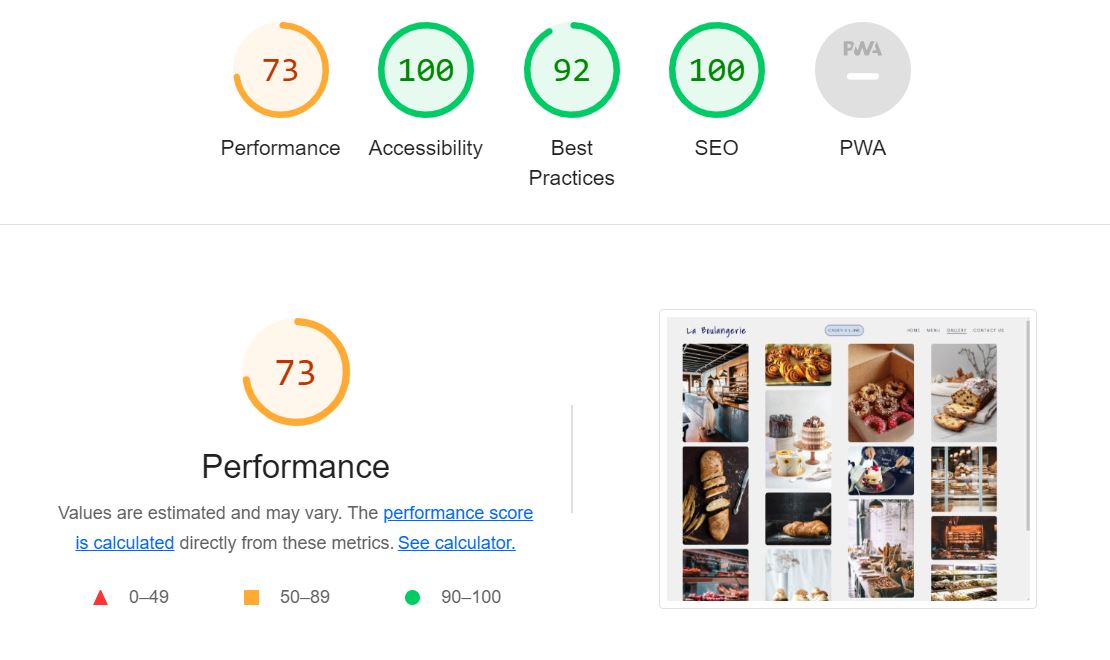 73
100
92
100
PWA
Performance
Accessibility
Best
Practices
SEO
PWA
73
Performance
Values are estimated and may vary. The performance score
is calculated directly from these metrics. See calculator.
0–49
50–89
90–100
La Boulangerie
HOME MENU GALLERY CONTACT US